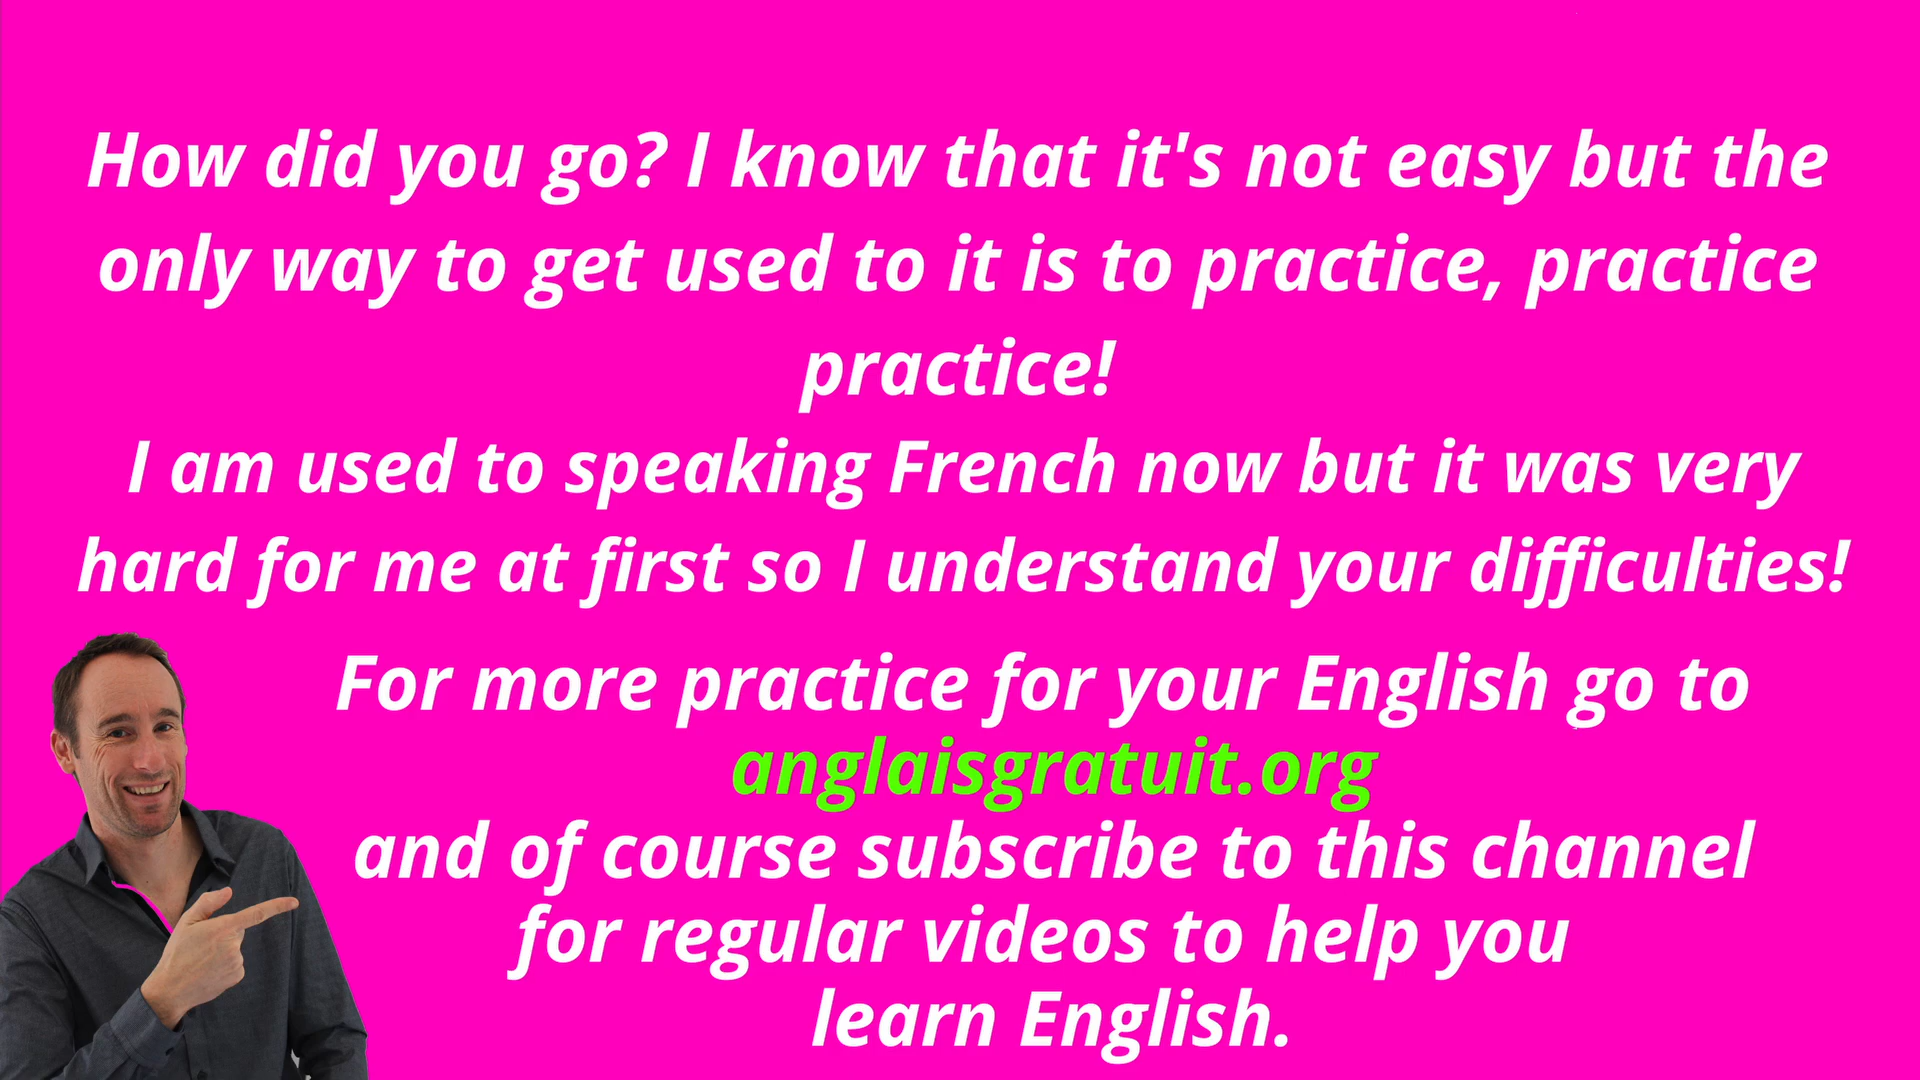 How did you go? I know that it's not easy but the
only way to get used to it is to practice, practice
practice!
I am used to speaking French now but it was very
hard for me at first so I understand your difficulties!
For more practice for your English go to
anglaisgratuit.org
and of course subscribe to this channel
for regular videos to help you
learn English.